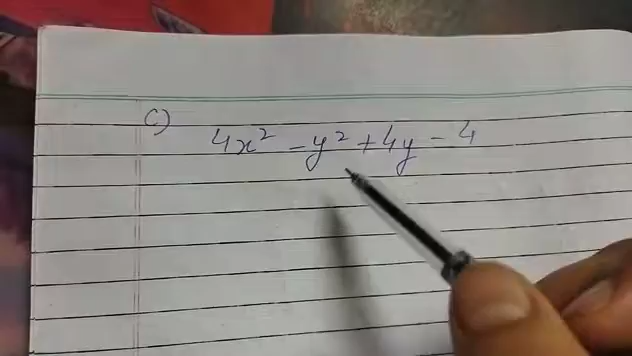 c) 4x² - y² + 4y - 4